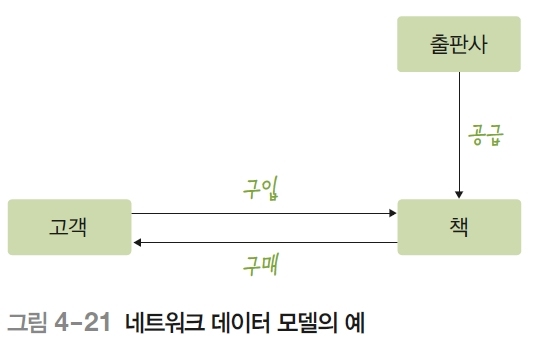 출판사
공급
구입
고객
책
구매
그림 4-21 네트워크 데이터 모델의 예